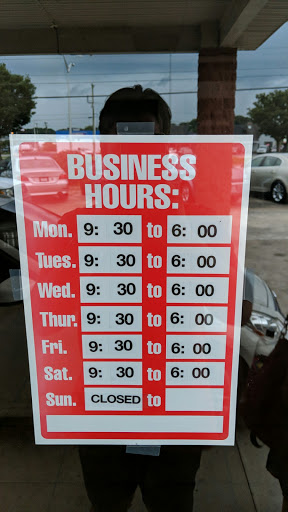 BUSINESS
HOURS:
Mon. 9: 30 to 6: 00
Tues. 9: 30 to 6: 00
Wed. 9: 30 to 6: 00
Thur. 9: 30 to 6: 00
Fri. 9: 30 to 6: 00
Sat. 9: 30 to 6: 00
Sun. CLOSED to